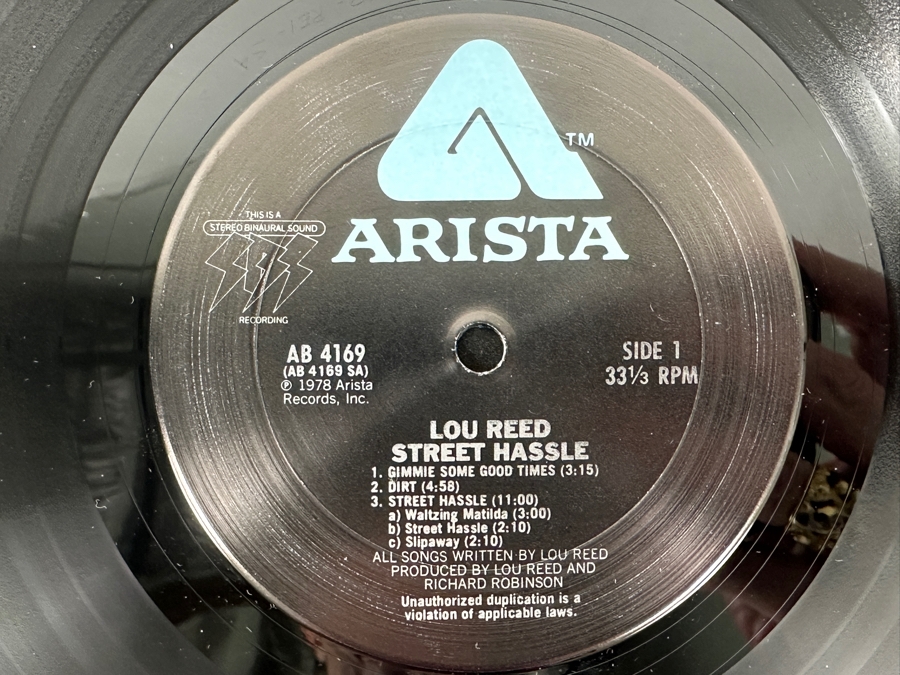 TM
ARISTA
THIS IS A
STEREO BINAURAL SOUND
RECORDING
AB 4169
(AB 4169 SA)
℗ 1978 Arista
Records, Inc.
SIDE 1
33⅓ RPM
LOU REED
STREET HASSLE
1. GIMMIE SOME GOOD TIMES (3:15)
2. DIRT (4:58)
3. STREET HASSLE (11:00)
a) Waltzing Matilda (3:00)
b) Street Hassle (2:10)
c) Slipaway (2:10)
ALL SONGS WRITTEN BY LOU REED
PRODUCED BY LOU REED AND
RICHARD ROBINSON
Unauthorized duplication is a
violation of applicable laws.